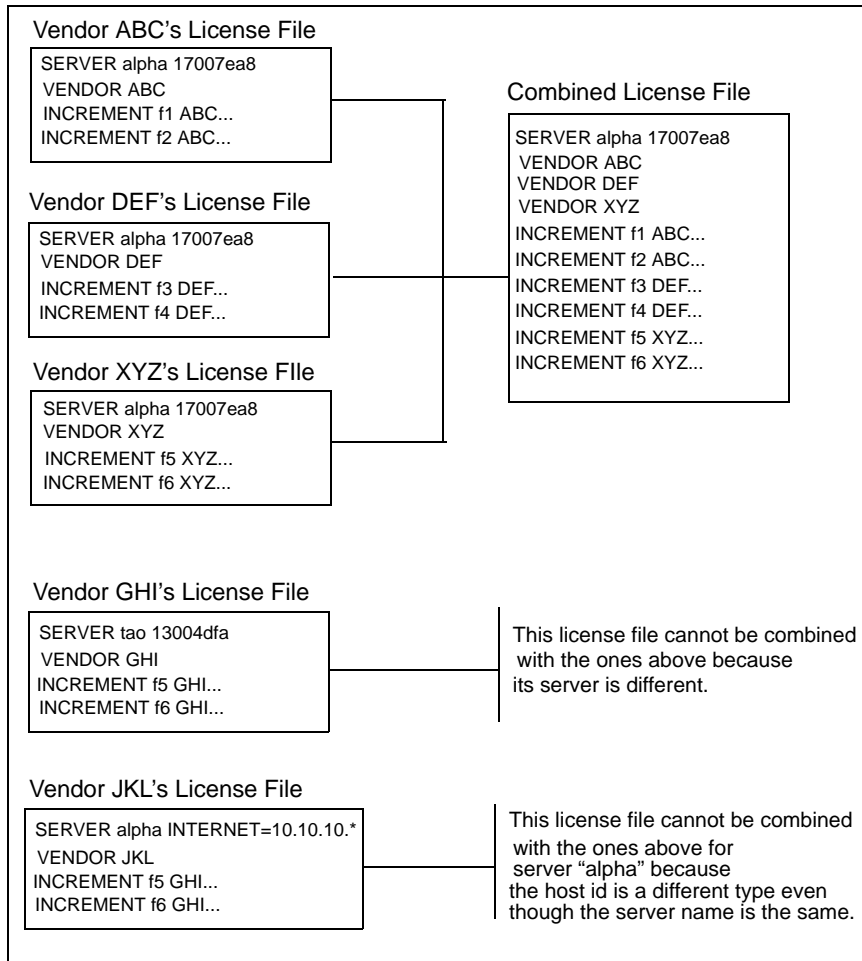 Vendor ABC's License File
SERVER alpha 17007ea8
VENDOR ABC
INCREMENT f1 ABC...
INCREMENT f2 ABC...
Vendor DEF's License File
SERVER alpha 17007ea8
VENDOR DEF
INCREMENT f3 DEF...
INCREMENT f4 DEF...
Vendor XYZ's License FIle
SERVER alpha 17007ea8
VENDOR XYZ
INCREMENT f5 XYZ...
INCREMENT f6 XYZ...
Combined License File
SERVER alpha 17007ea8
VENDOR ABC
VENDOR DEF
VENDOR XYZ
INCREMENT f1 ABC...
INCREMENT f2 ABC...
INCREMENT f3 DEF...
INCREMENT f4 DEF...
INCREMENT f5 XYZ...
INCREMENT f6 XYZ...
Vendor GHI's License File
SERVER tao 13004dfa
VENDOR GHI
INCREMENT f5 GHI...
INCREMENT f6 GHI...
This license file cannot be combined
with the ones above because
its server is different.
Vendor JKL's License File
SERVER alpha INTERNET=10.10.10.*
VENDOR JKL
INCREMENT f5 GHI...
INCREMENT f6 GHI...
This license file cannot be combined
with the ones above for
server “alpha” because
the host id is a different type even
though the server name is the same.